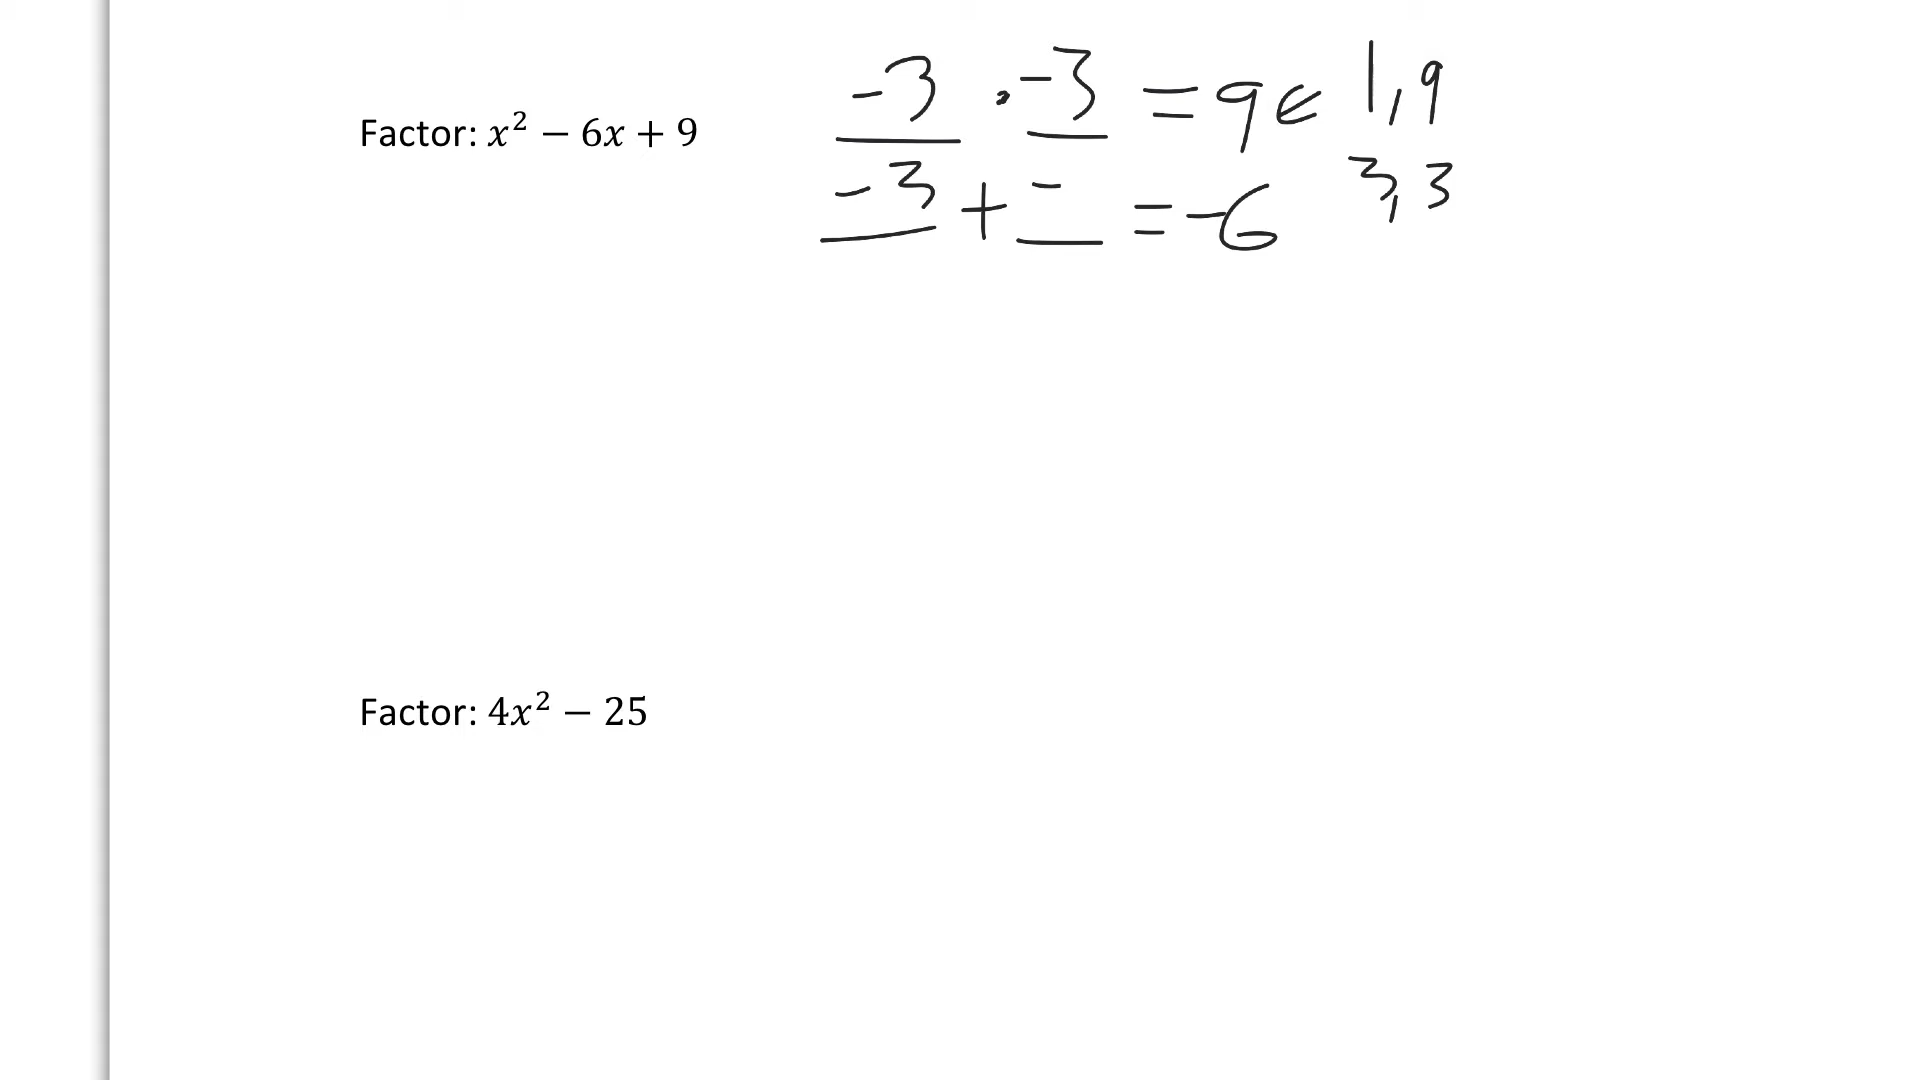 -3 · -3 = 9 ← 1, 9
Factor: x² − 6x + 9
-3 + - = -6 3, 3
Factor: 4x² − 25